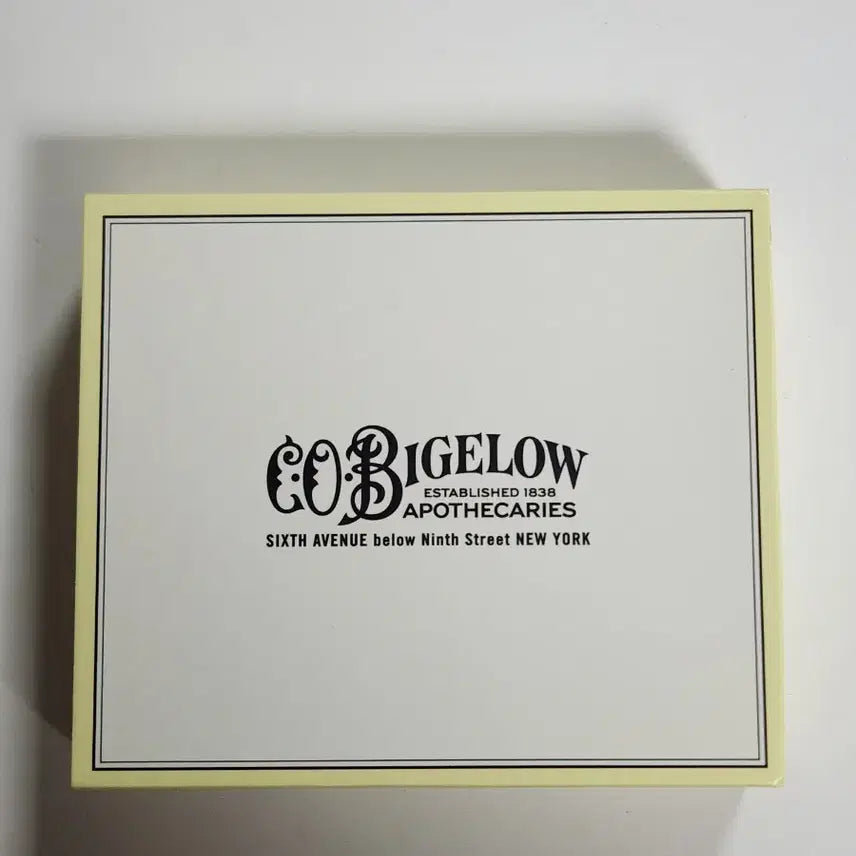 C.O.BIGELOW
ESTABLISHED 1838
APOTHECARIES
SIXTH AVENUE below Ninth Street NEW YORK